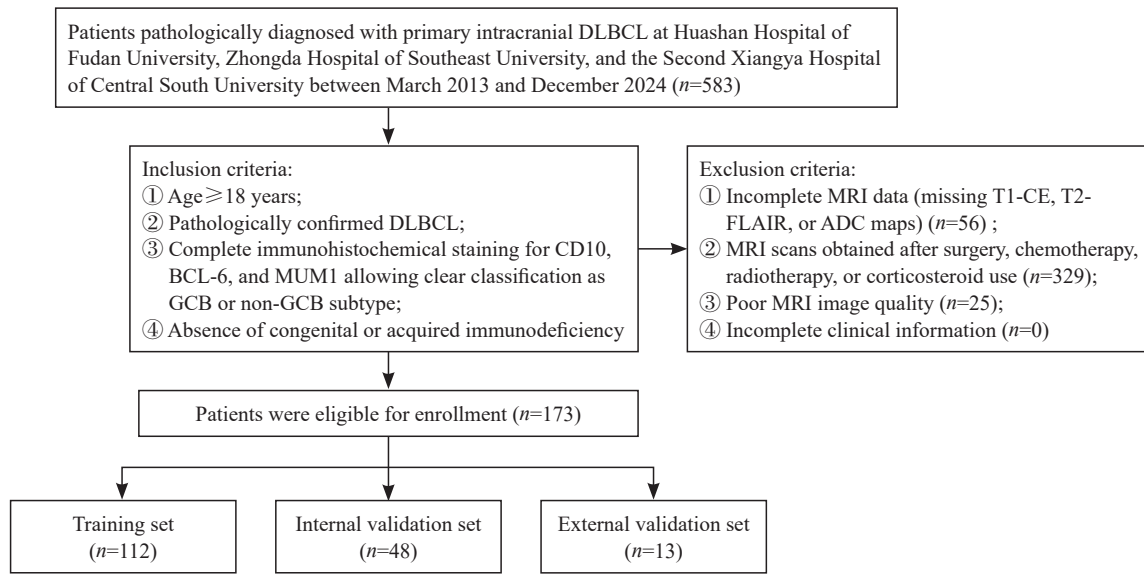 Patients pathologically diagnosed with primary intracranial DLBCL at Huashan Hospital of
Fudan University, Zhongda Hospital of Southeast University, and the Second Xiangya Hospital
of Central South University between March 2013 and December 2024 (n=583)
Inclusion criteria:
① Age≥18 years;
② Pathologically confirmed DLBCL;
③ Complete immunohistochemical staining for CD10,
BCL-6, and MUM1 allowing clear classification as
GCB or non-GCB subtype;
④ Absence of congenital or acquired immunodeficiency
Exclusion criteria:
① Incomplete MRI data (missing T1-CE, T2-
FLAIR, or ADC maps) (n=56) ;
② MRI scans obtained after surgery, chemotherapy,
radiotherapy, or corticosteroid use (n=329);
③ Poor MRI image quality (n=25);
④ Incomplete clinical information (n=0)
Patients were eligible for enrollment (n=173)
Training set
(n=112)
Internal validation set
(n=48)
External validation set
(n=13)